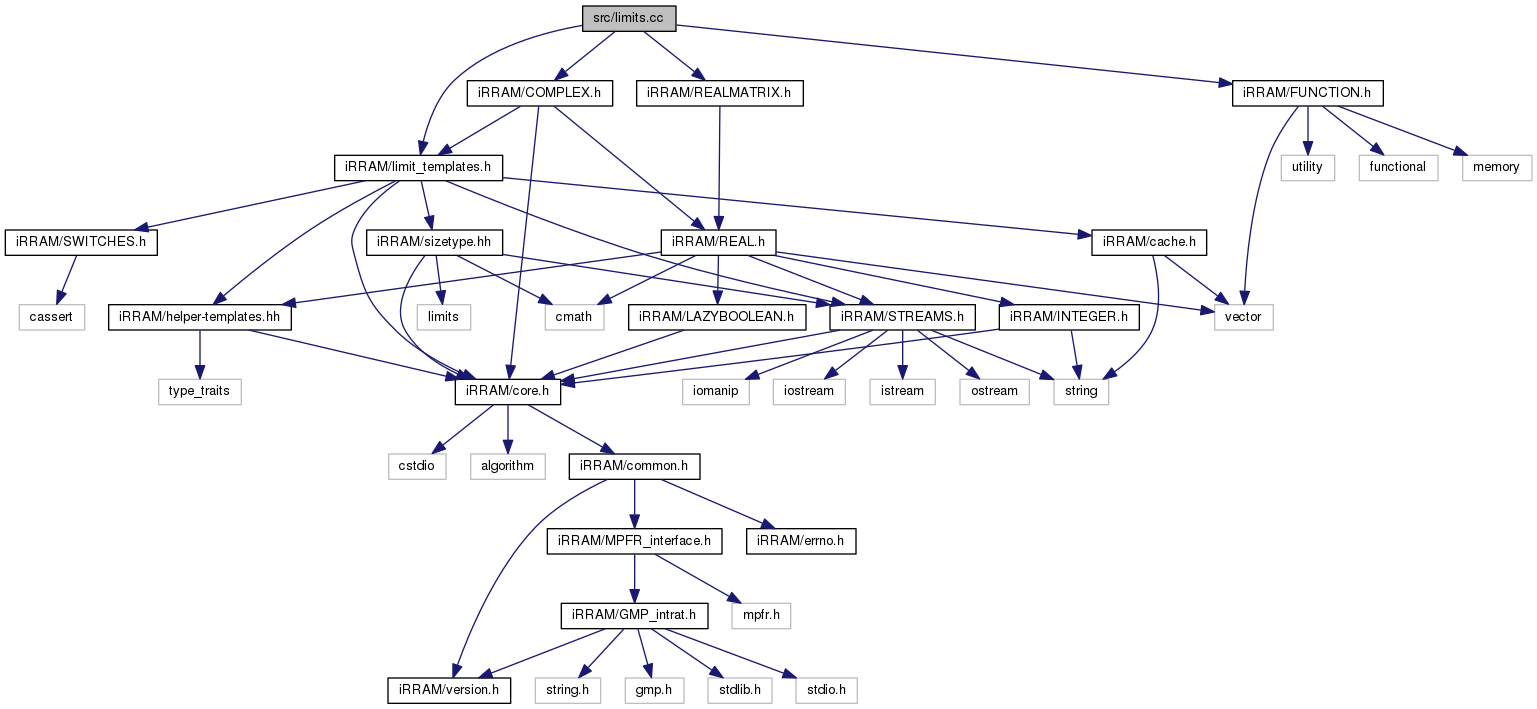 src/limits.cc
iRRAM/COMPLEX.h
iRRAM/REALMATRIX.h
iRRAM/FUNCTION.h
iRRAM/limit_templates.h
utility
functional
memory
iRRAM/SWITCHES.h
iRRAM/sizetype.hh
iRRAM/REAL.h
iRRAM/cache.h
cassert
iRRAM/helper-templates.hh
limits
cmath
iRRAM/LAZYBOOLEAN.h
iRRAM/STREAMS.h
iRRAM/INTEGER.h
vector
type_traits
iRRAM/core.h
iomanip
iostream
istream
ostream
string
cstdio
algorithm
iRRAM/common.h
iRRAM/MPFR_interface.h
iRRAM/errno.h
iRRAM/GMP_intrat.h
mpfr.h
iRRAM/version.h
string.h
gmp.h
stdlib.h
stdio.h